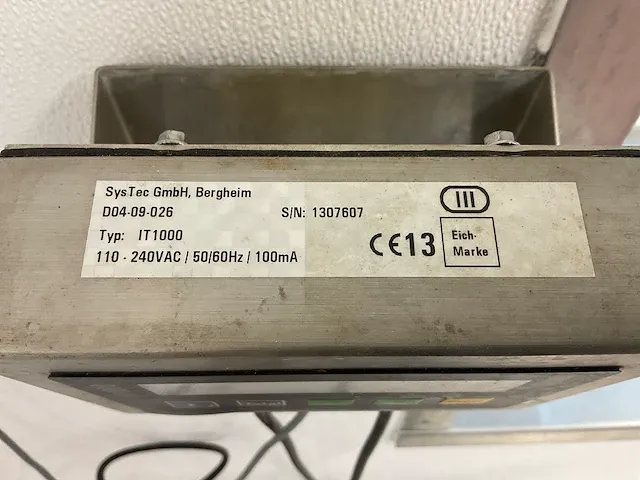 SysTec GmbH, Bergheim
D04-09-026 S/N: 1307607
Typ: IT1000
110 - 240VAC / 50/60Hz / 100mA
III
CE13
Eich-
Marke